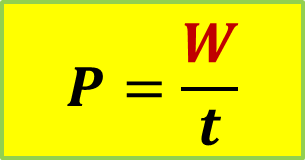 P = W/t